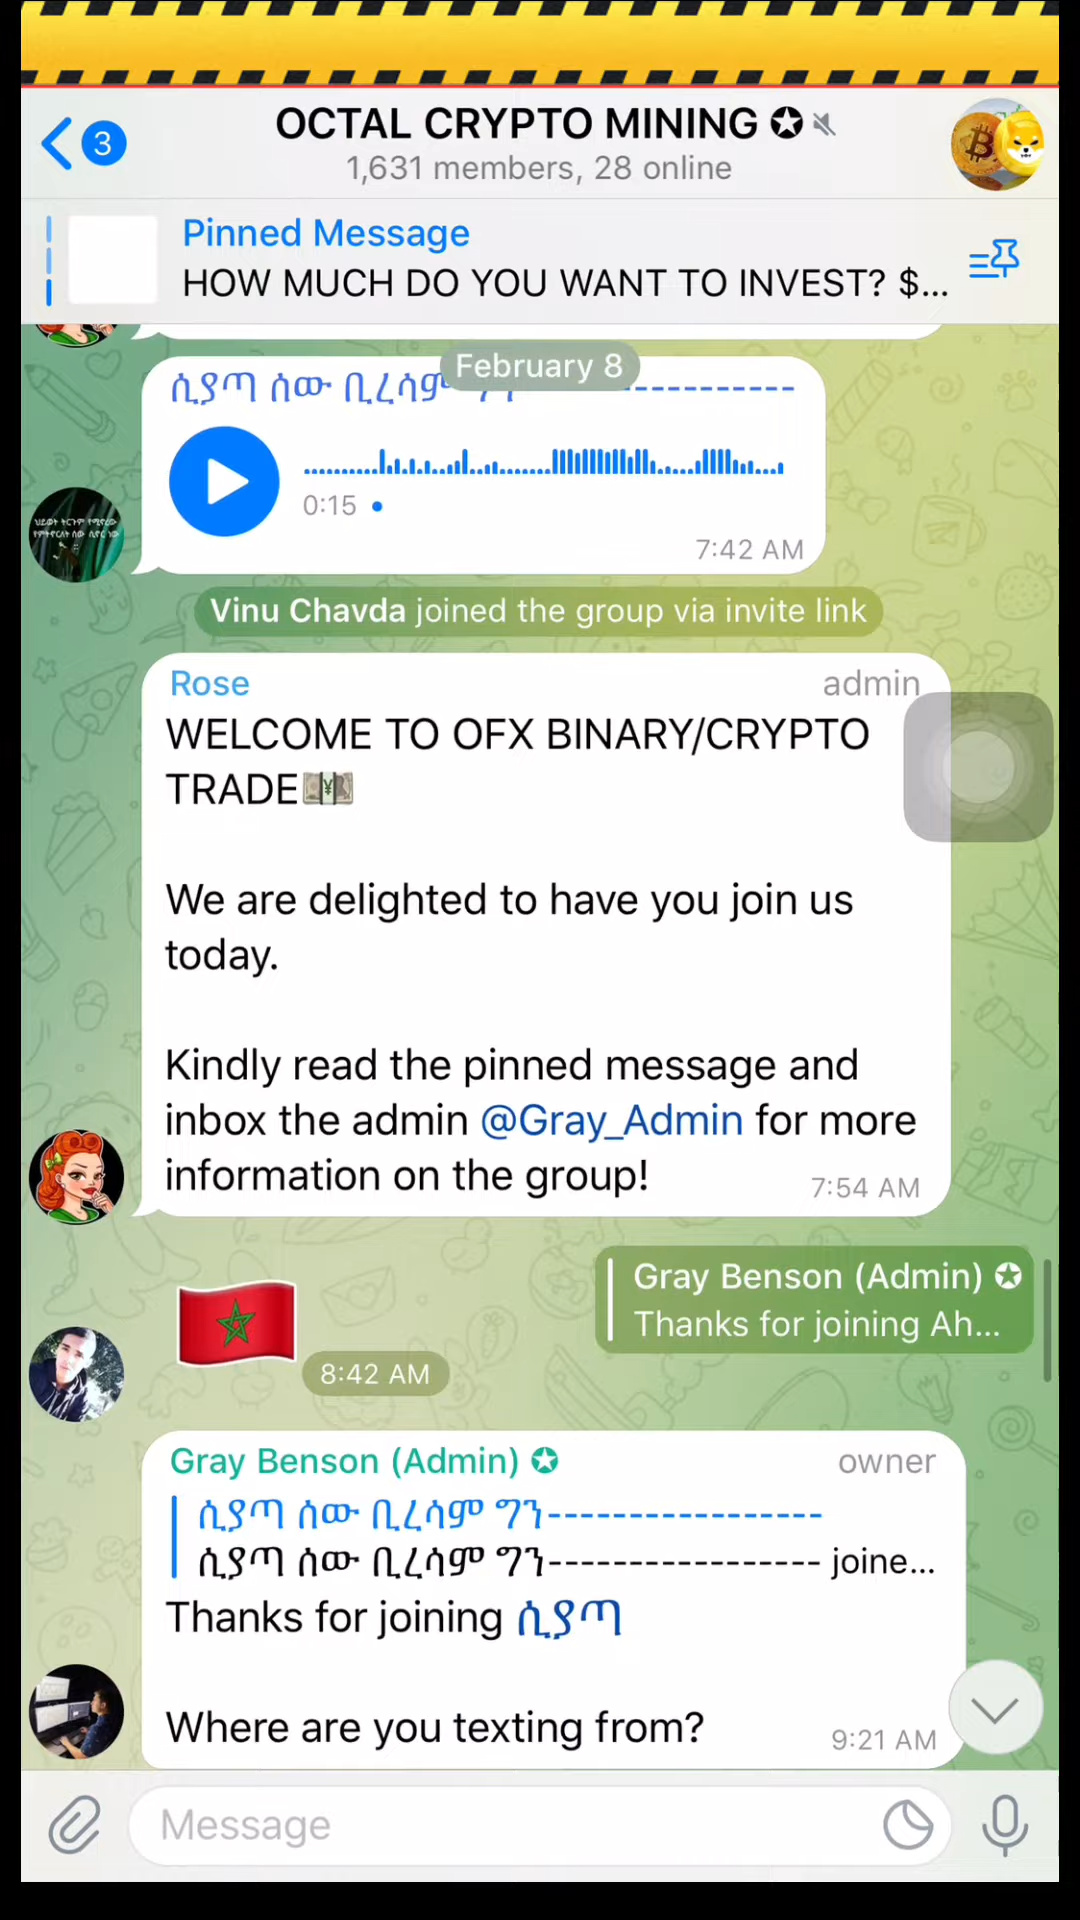 OCTAL CRYPTO MINING
3
1,631 members, 28 online
Pinned Message
HOW MUCH DO YOU WANT TO INVEST? $...
February 8
ሲያጣ ሰው ቢረሳም
0:15
7:42 AM
Vinu Chavda joined the group via invite link
Rose admin
WELCOME TO OFX BINARY/CRYPTO
TRADE💴
We are delighted to have you join us
today.
Kindly read the pinned message and
inbox the admin @Gray_Admin for more
information on the group!
7:54 AM
Gray Benson (Admin)
Thanks for joining Ah...
8:42 AM
Gray Benson (Admin) owner
ሲያጣ ሰው ቢረሳም ግን-----------------
ሲያጣ ሰው ቢረሳም ግን----------------- joine...
Thanks for joining ሲያጣ
Where are you texting from?
9:21 AM
Message